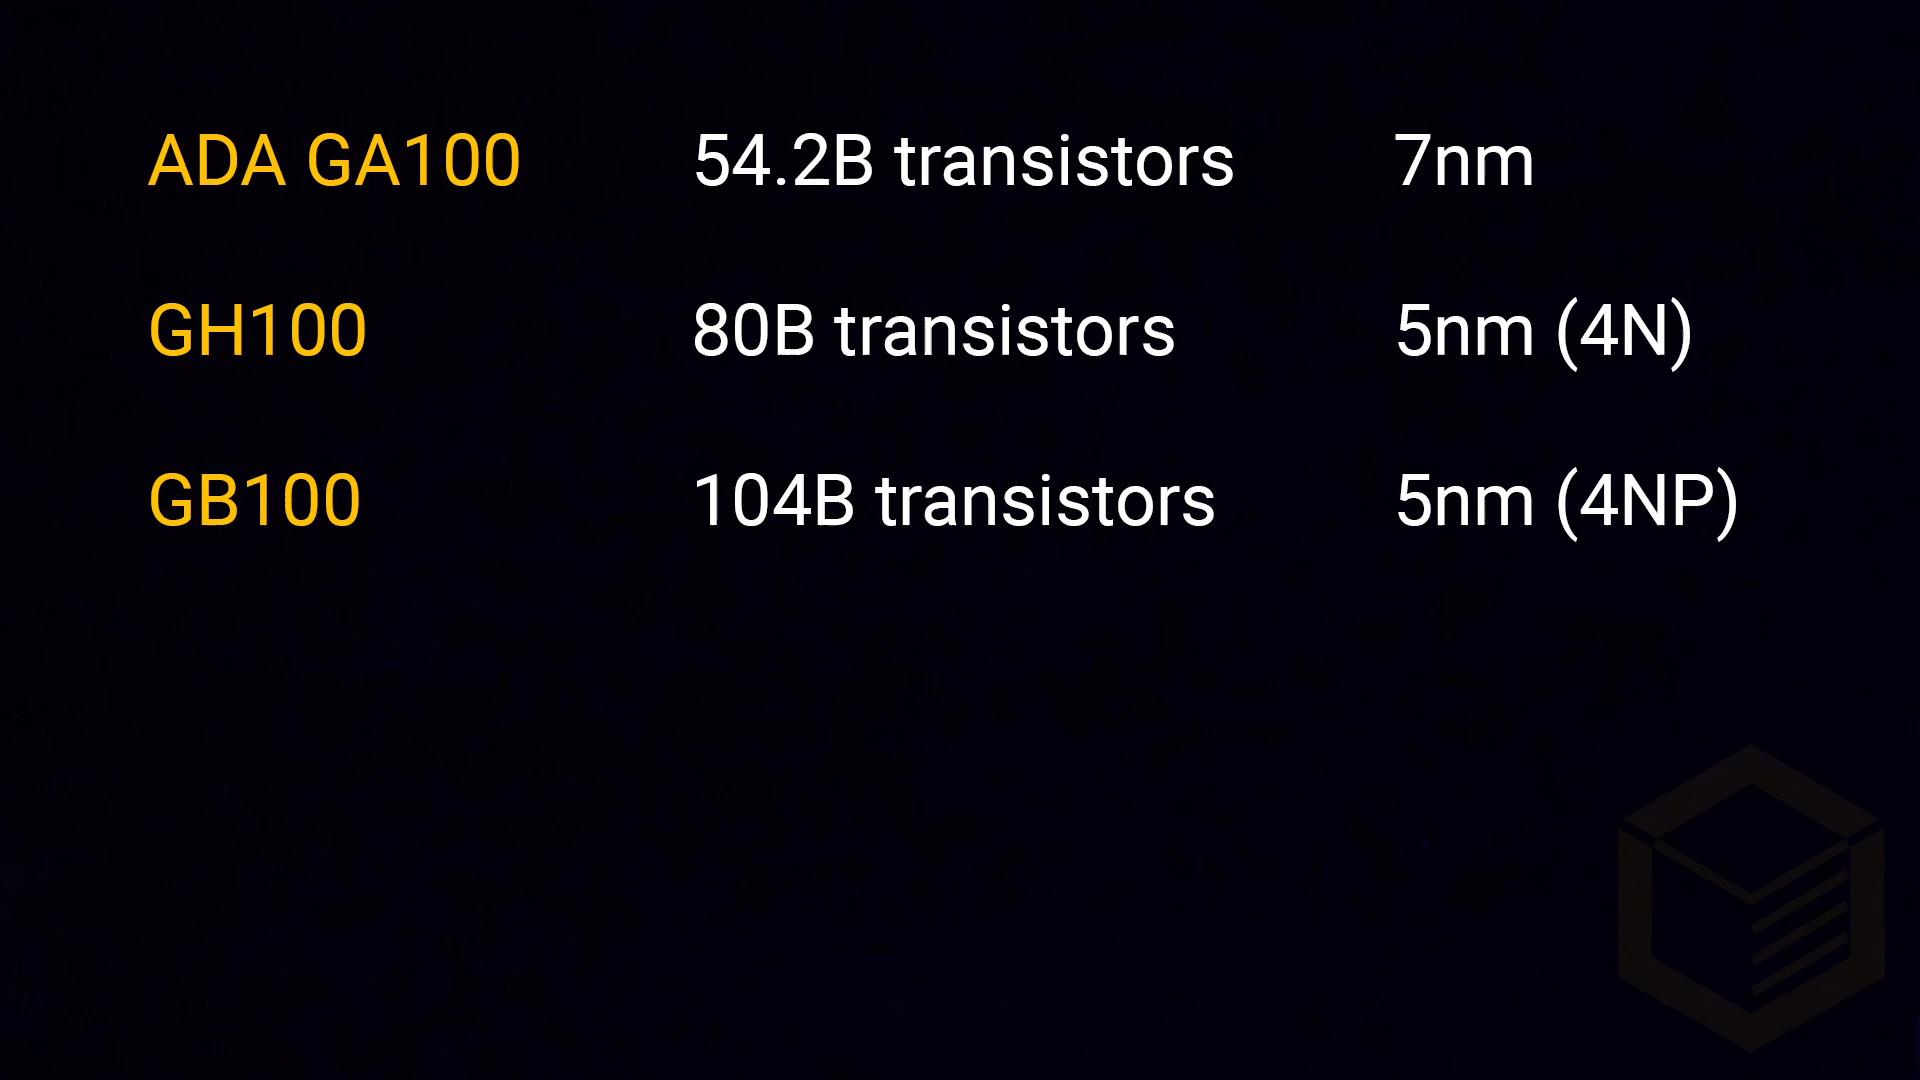 ADA GA100 54.2B transistors 7nm
GH100 80B transistors 5nm (4N)
GB100 104B transistors 5nm (4NP)